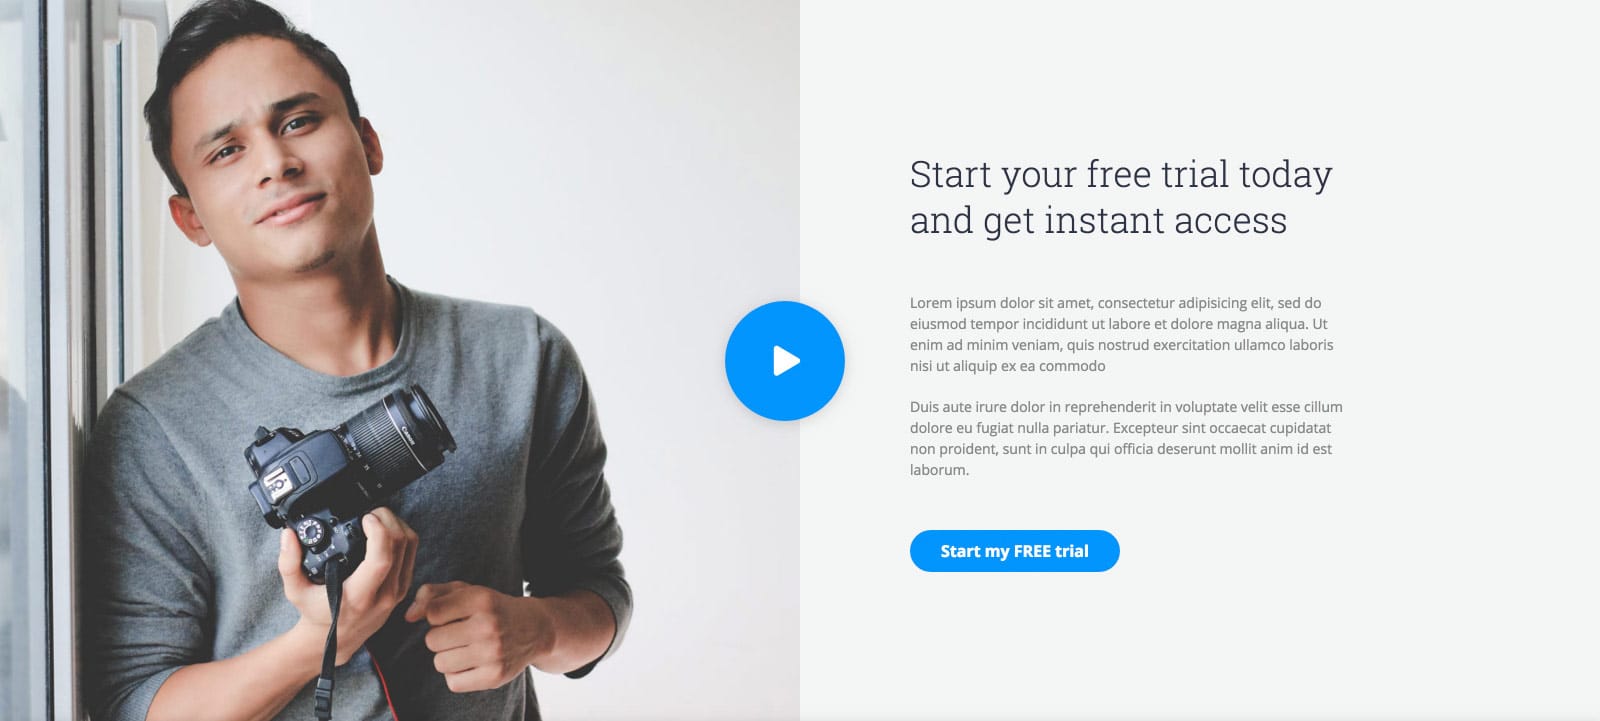 Start your free trial today
and get instant access
Lorem ipsum dolor sit amet, consectetur adipisicing elit, sed do
eiusmod tempor incididunt ut labore et dolore magna aliqua. Ut
enim ad minim veniam, quis nostrud exercitation ullamco laboris
nisi ut aliquip ex ea commodo
Duis aute irure dolor in reprehenderit in voluptate velit esse cillum
dolore eu fugiat nulla pariatur. Excepteur sint occaecat cupidatat
non proident, sunt in culpa qui officia deserunt mollit anim id est
laborum.
Start my FREE trial
Canon